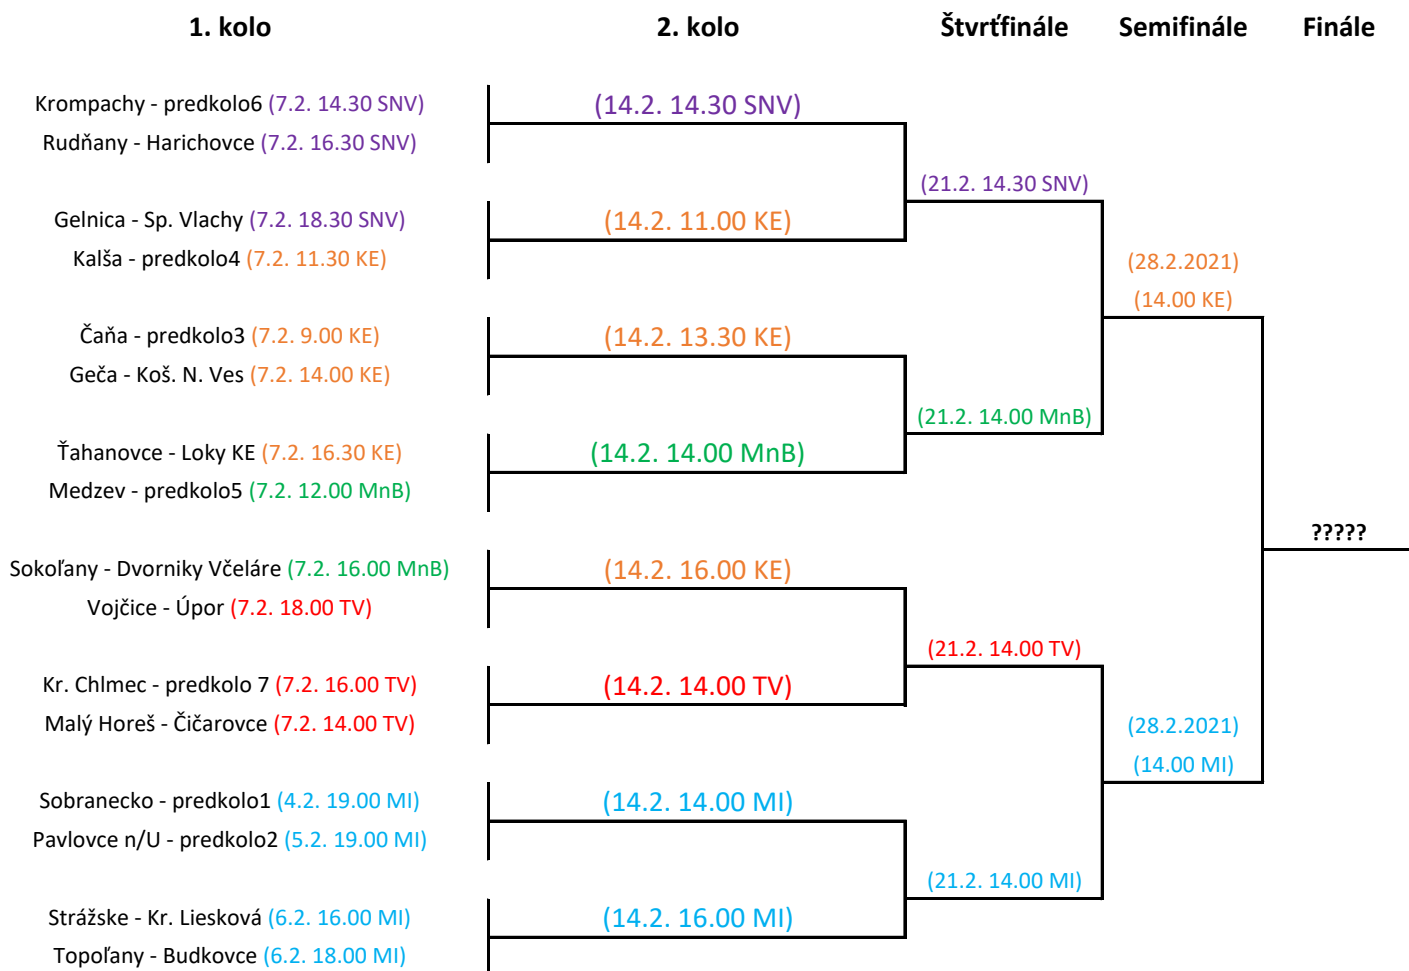 1. kolo 2. kolo Štvrťfinále Semifinále Finále
Krompachy - predkolo6 (7.2. 14.30 SNV) (14.2. 14.30 SNV)
Rudňany - Harichovce (7.2. 16.30 SNV)
(21.2. 14.30 SNV)
Gelnica - Sp. Vlachy (7.2. 18.30 SNV) (14.2. 11.00 KE)
Kalša - predkolo4 (7.2. 11.30 KE) (28.2.2021)
(14.00 KE)
Čaňa - predkolo3 (7.2. 9.00 KE) (14.2. 13.30 KE)
Geča - Koš. N. Ves (7.2. 14.00 KE)
(21.2. 14.00 MnB)
Ťahanovce - Loky KE (7.2. 16.30 KE) (14.2. 14.00 MnB)
Medzev - predkolo5 (7.2. 12.00 MnB)
?????
Sokoľany - Dvorniky Včeláre (7.2. 16.00 MnB) (14.2. 16.00 KE)
Vojčice - Úpor (7.2. 18.00 TV)
(21.2. 14.00 TV)
Kr. Chlmec - predkolo 7 (7.2. 16.00 TV) (14.2. 14.00 TV)
Malý Horeš - Čičarovce (7.2. 14.00 TV) (28.2.2021)
(14.00 MI)
Sobranecko - predkolo1 (4.2. 19.00 MI) (14.2. 14.00 MI)
Pavlovce n/U - predkolo2 (5.2. 19.00 MI)
(21.2. 14.00 MI)
Strážske - Kr. Liesková (6.2. 16.00 MI) (14.2. 16.00 MI)
Topoľany - Budkovce (6.2. 18.00 MI)